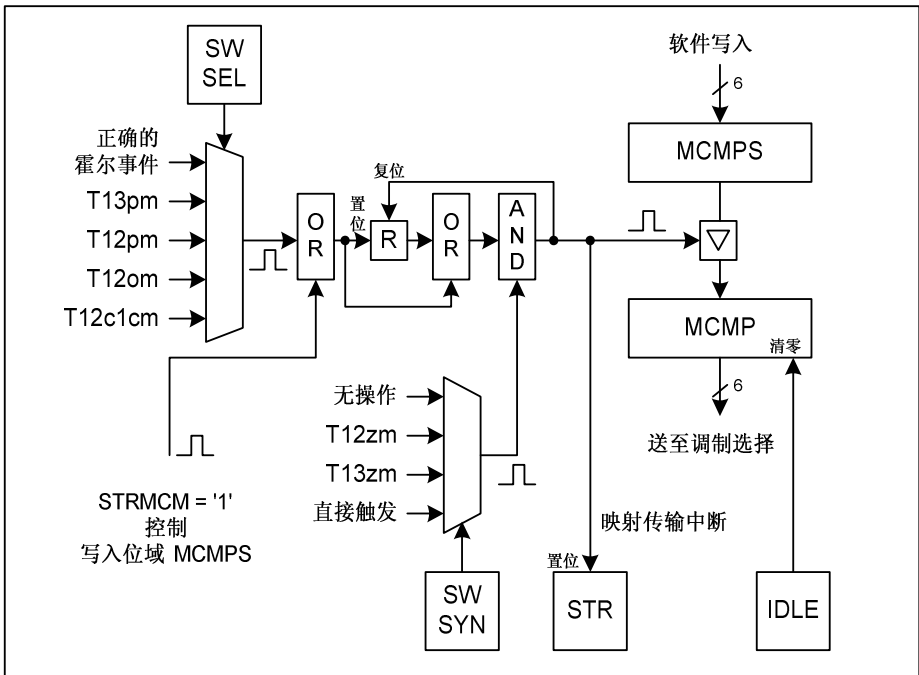 SW
SEL
软件写入
6
MCMPS
正确的
霍尔事件
T13pm
T12pm
T12om
T12c1cm
OR
置位
复位
R
OR
AND
MCMP
清零
6
送至调制选择
无操作
T12zm
T13zm
直接触发
STRMCM = '1'
控制
写入位域 MCMPS
映射传输中断
置位
SW
SYN
STR
IDLE